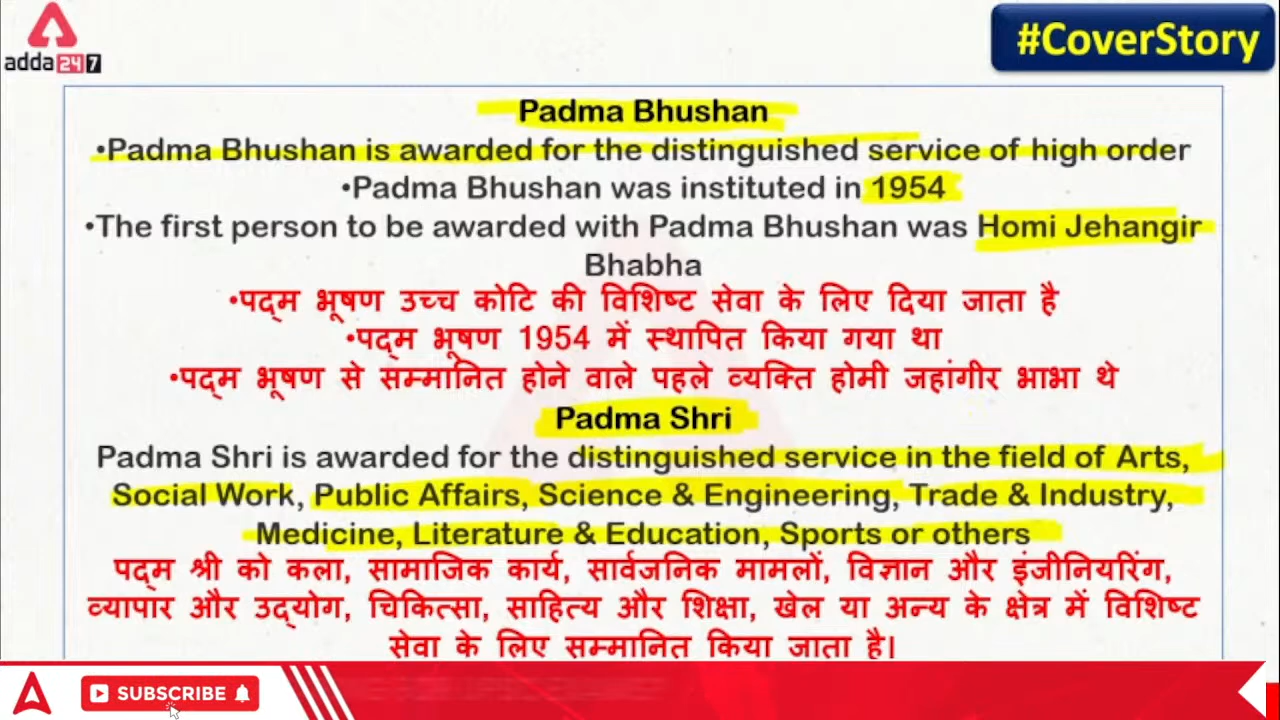 adda247
#CoverStory
Padma Bhushan
•Padma Bhushan is awarded for the distinguished service of high order
•Padma Bhushan was instituted in 1954
•The first person to be awarded with Padma Bhushan was Homi Jehangir
Bhabha
•पद्म भूषण उच्च कोटि की विशिष्ट सेवा के लिए दिया जाता है
•पद्म भूषण 1954 में स्थापित किया गया था
•पद्म भूषण से सम्मानित होने वाले पहले व्यक्ति होमी जहांगीर भाभा थे
Padma Shri
Padma Shri is awarded for the distinguished service in the field of Arts,
Social Work, Public Affairs, Science & Engineering, Trade & Industry,
Medicine, Literature & Education, Sports or others
पद्म श्री को कला, सामाजिक कार्य, सार्वजनिक मामलों, विज्ञान और इंजीनियरिंग,
व्यापार और उद्योग, चिकित्सा, साहित्य और शिक्षा, खेल या अन्य के क्षेत्र में विशिष्ट
सेवा के लिए सम्मानित किया जाता है।
SUBSCRIBE